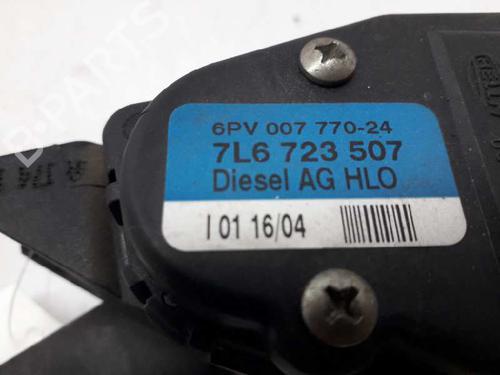 6PV 007 770-24
7L6 723 507
Diesel AG HLO
I 01 16/04